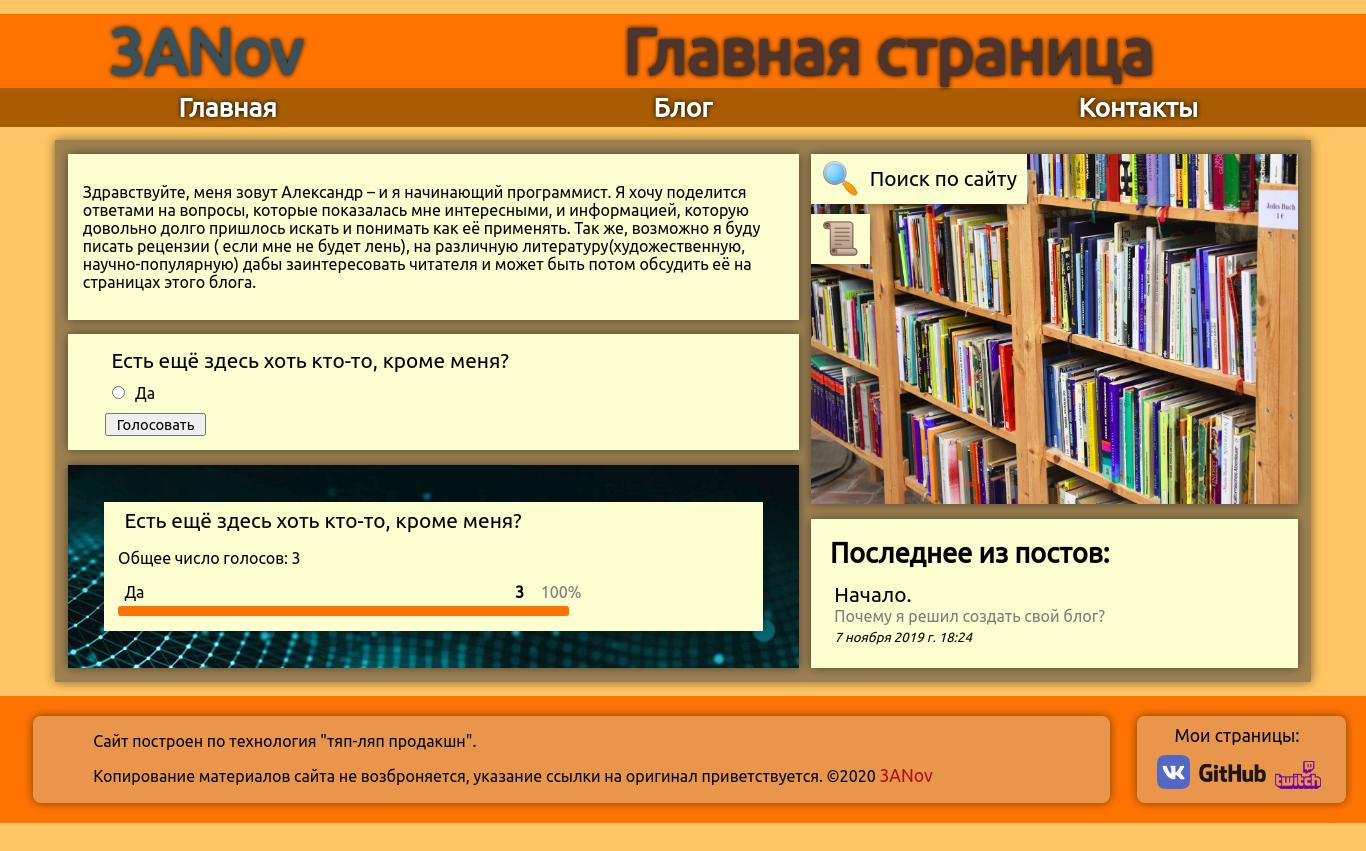 3ANov
Главная страница
Главная
Блог
Контакты
Здравствуйте, меня зовут Александр – и я начинающий программист. Я хочу поделится
ответами на вопросы, которые показалась мне интересными, и информацией, которую
довольно долго пришлось искать и понимать как её применять. Так же, возможно я буду
писать рецензии ( если мне не будет лень), на различную литературу(художественную,
научно-популярную) дабы заинтересовать читателя и может быть потом обсудить её на
страницах этого блога.
Есть ещё здесь хоть кто-то, кроме меня?
Да
Голосовать
Есть ещё здесь хоть кто-то, кроме меня?
Общее число голосов: 3
Да 3 100%
Поиск по сайту
Jedes Buch
1 €
Последнее из постов:
Начало.
Почему я решил создать свой блог?
7 ноября 2019 г. 18:24
Сайт построен по технология "тяп-ляп продакшн".
Копирование материалов сайта не возброняется, указание ссылки на оригинал приветствуется. ©2020 3ANov
Мои страницы:
GitHub
twitch